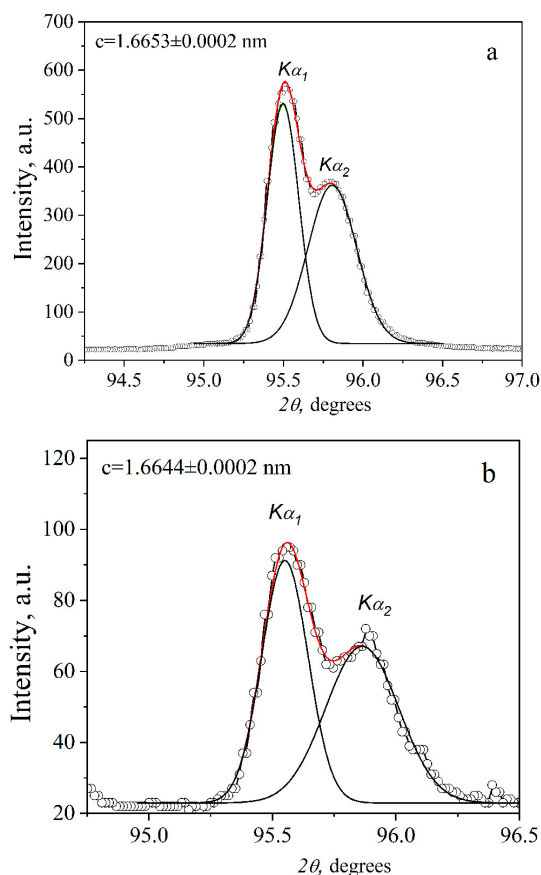 700
c=1.6653±0.0002 nm
a
Kα1
600
500
Kα2
400
300
200
100
0
Intensity, a.u.
94.5 95.0 95.5 96.0 96.5 97.0
2θ, degrees
120
c=1.6644±0.0002 nm
b
Kα1
100
80
Kα2
60
40
20
Intensity, a.u.
95.0 95.5 96.0 96.5
2θ, degrees